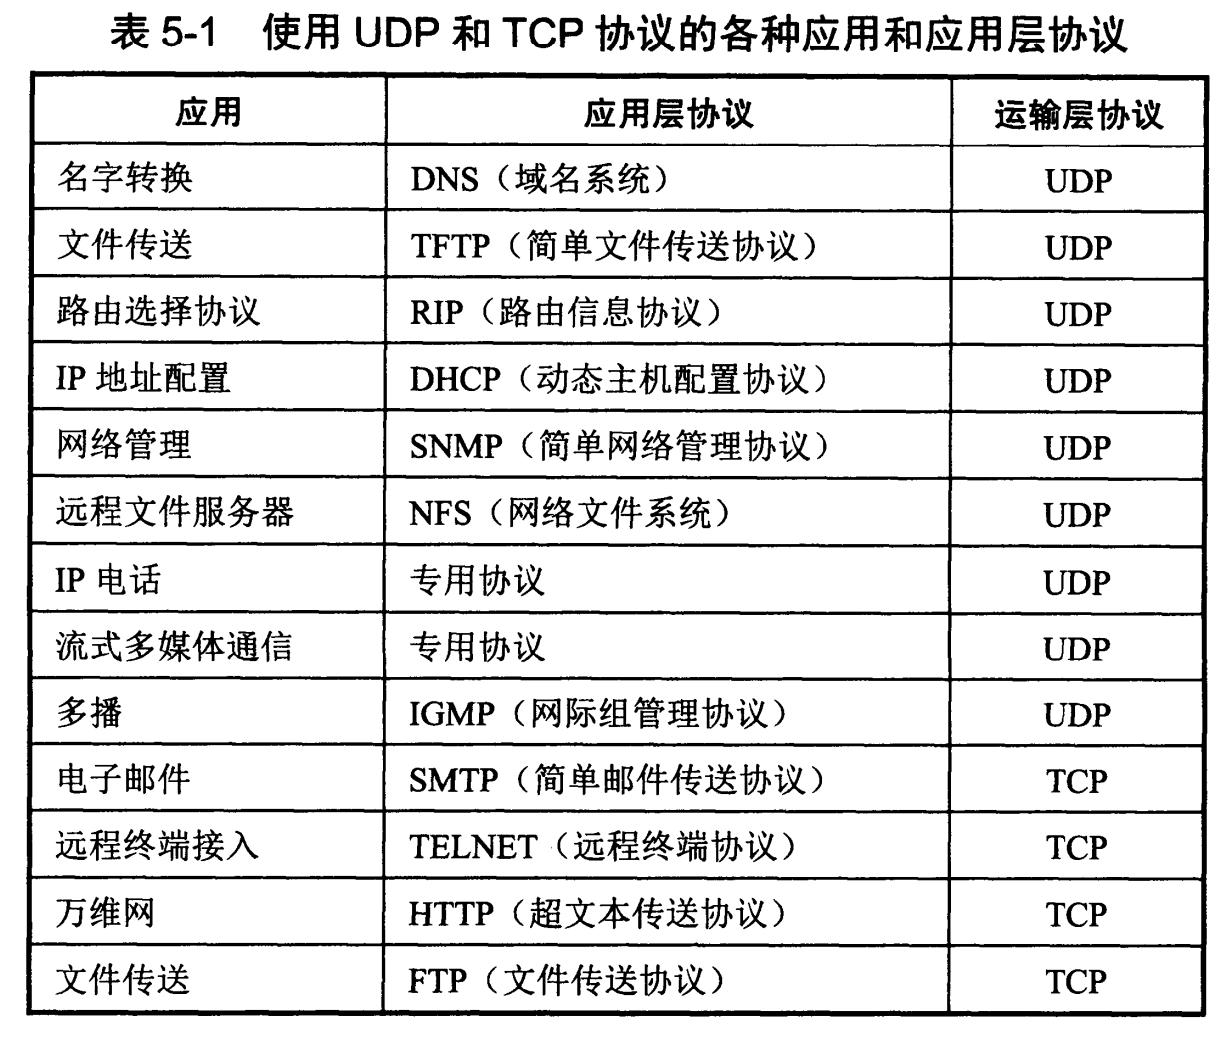 表 5-1 使用 UDP 和 TCP 协议的各种应用和应用层协议
应用 应用层协议 运输层协议
名字转换 DNS（域名系统） UDP
文件传送 TFTP（简单文件传送协议） UDP
路由选择协议 RIP（路由信息协议） UDP
IP 地址配置 DHCP（动态主机配置协议） UDP
网络管理 SNMP（简单网络管理协议） UDP
远程文件服务器 NFS（网络文件系统） UDP
IP 电话 专用协议 UDP
流式多媒体通信 专用协议 UDP
多播 IGMP（网际组管理协议） UDP
电子邮件 SMTP（简单邮件传送协议） TCP
远程终端接入 TELNET（远程终端协议） TCP
万维网 HTTP（超文本传送协议） TCP
文件传送 FTP（文件传送协议） TCP